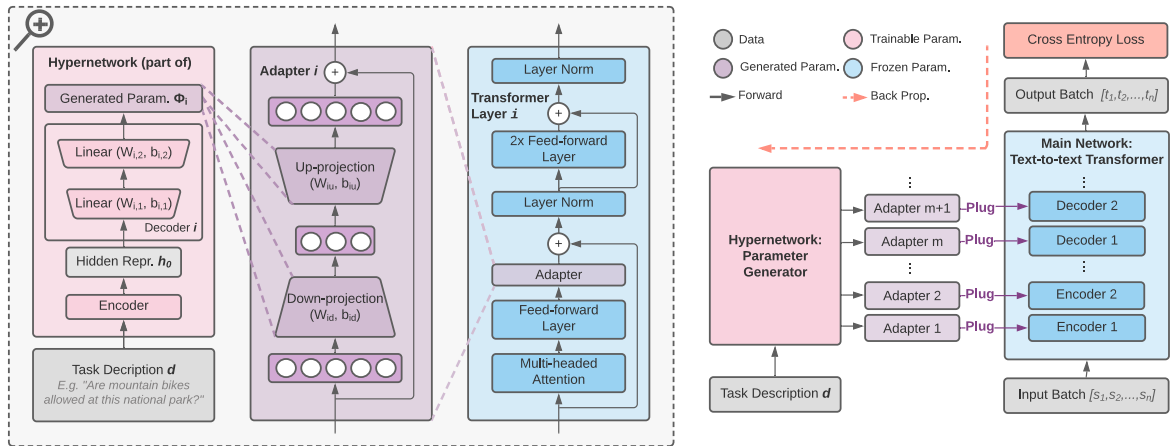 Hypernetwork (part of)
Generated Param. Φi
Linear (Wi,2, bi,2)
Linear (Wi,1, bi,1)
Decoder i
Hidden Repr. h0
Encoder
Task Decription d
E.g. "Are mountain bikes
allowed at this national park?"
Adapter i
+
Up-projection
(Wiu, biu)
Down-projection
(Wid, bid)
Layer Norm
Transformer
Layer i
+
2x Feed-forward
Layer
Layer Norm
+
Adapter
Feed-forward
Layer
Multi-headed
Attention
Data
Trainable Param.
Generated Param.
Frozen Param.
Forward
Back Prop.
Cross Entropy Loss
Output Batch [t1,t2,...,tn]
Main Network:
Text-to-text Transformer
Hypernetwork:
Parameter
Generator
⋮
Adapter m+1
Plug
Adapter m
Plug
⋮
Adapter 2
Plug
Adapter 1
Plug
⋮
Decoder 2
Decoder 1
⋮
Encoder 2
Encoder 1
Task Description d
Input Batch [s1,s2,...,sn]